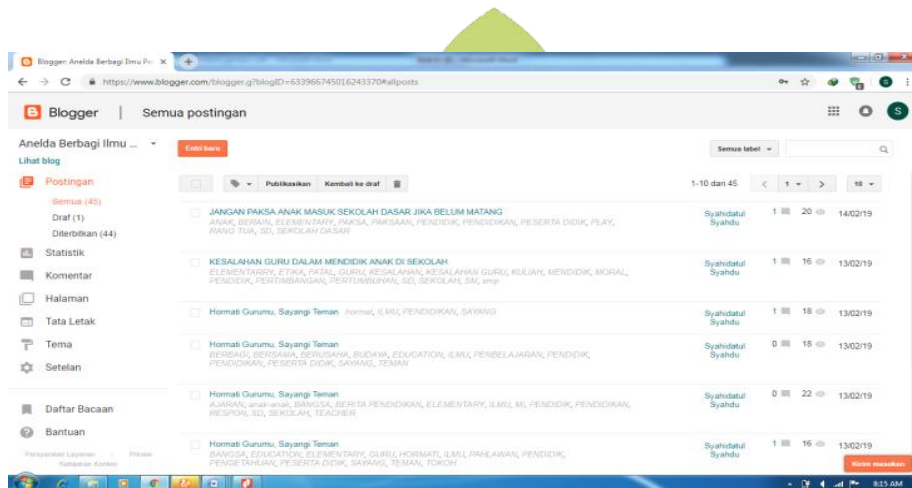 Blogger: Anelda Berbagi Ilmu Pe
https://www.blogger.com/blogger.g?blogID=633966745016243370#allposts
Blogger | Semua postingan
S
Anelda Berbagi Ilmu ...
Lihat blog
Entri baru
Semua label
Postingan
Semua (45)
Draf (1)
Diterbitkan (44)
Statistik
Komentar
Halaman
Tata Letak
Tema
Setelan
Daftar Bacaan
Bantuan
Persyaratan Layanan Privasi
Kebijakan Konten
Publikasikan Kembali ke draf
1-10 dari 45 1 10
JANGAN PAKSA ANAK MASUK SEKOLAH DASAR JIKA BELUM MATANG
ANAK, BERAIN, ELEMENTARY, PAKSA, PAKSAAN, PENDIDIK, PENDIDIKAN, PESERTA DIDIK, PLAY,
RANG TUA, SD, SEKOLAH DASAR
Syahidatul Syahdu 1 20 14/02/19
KESALAHAN GURU DALAM MENDIDIK ANAK DI SEKOLAH
ELEMENTARRY, ETIKA, FATAL, GURU, KESALAHAN, KESALAHAN GURU, KULIAH, MENDIDIK, MORAL,
PENDIDIK, PERTIMBANGAN, PERTUMBUHAN, SD, SEKOLAH, SM, smp
Syahidatul Syahdu 1 16 13/02/19
Hormati Gurumu, Sayangi Teman hormat, ILMU, PENDIDIKAN, SAYANG
Syahidatul Syahdu 1 18 13/02/19
Hormati Gurumu, Sayangi Teman
BERBAGI, BERSAMA, BERUSAHA, BUDAYA, EDUCATION, ILMU, PENBELAJARAN, PENDIDIK,
PENDIDIKAN, PESERTA DIDIK, SAYANG, TEMAN
Syahidatul Syahdu 0 18 13/02/19
Hormati Gurumu, Sayangi Teman
AJARAN, anak-anak, BANGSA, BERITA PENDIDIKAN, ELEMENTARY, ILMU, MI, PENDIDIK, PENDIDIKAN,
RESPON, SD, SEKOLAH, TEACHER
Syahidatul Syahdu 0 22 13/02/19
Hormati Gurumu, Sayangi Teman
BANGSA, EDUCATION, ELEMENTARY, GURU, HORMATI, ILMU, PAHLAWAN, PENDIDIK,
PENGETAHUAN, PESERTA DIDIK, SAYANG, TEMAN, TOKOH
Syahidatul Syahdu 1 16 13/02/19
Kirim masukan
8:15 AM